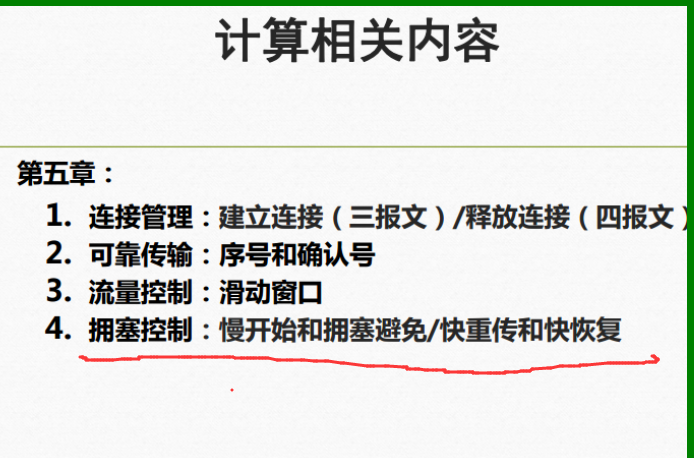 计算相关内容
第五章：
1. 连接管理：建立连接（三报文）/释放连接（四报文）
2. 可靠传输：序号和确认号
3. 流量控制：滑动窗口
4. 拥塞控制：慢开始和拥塞避免/快重传和快恢复